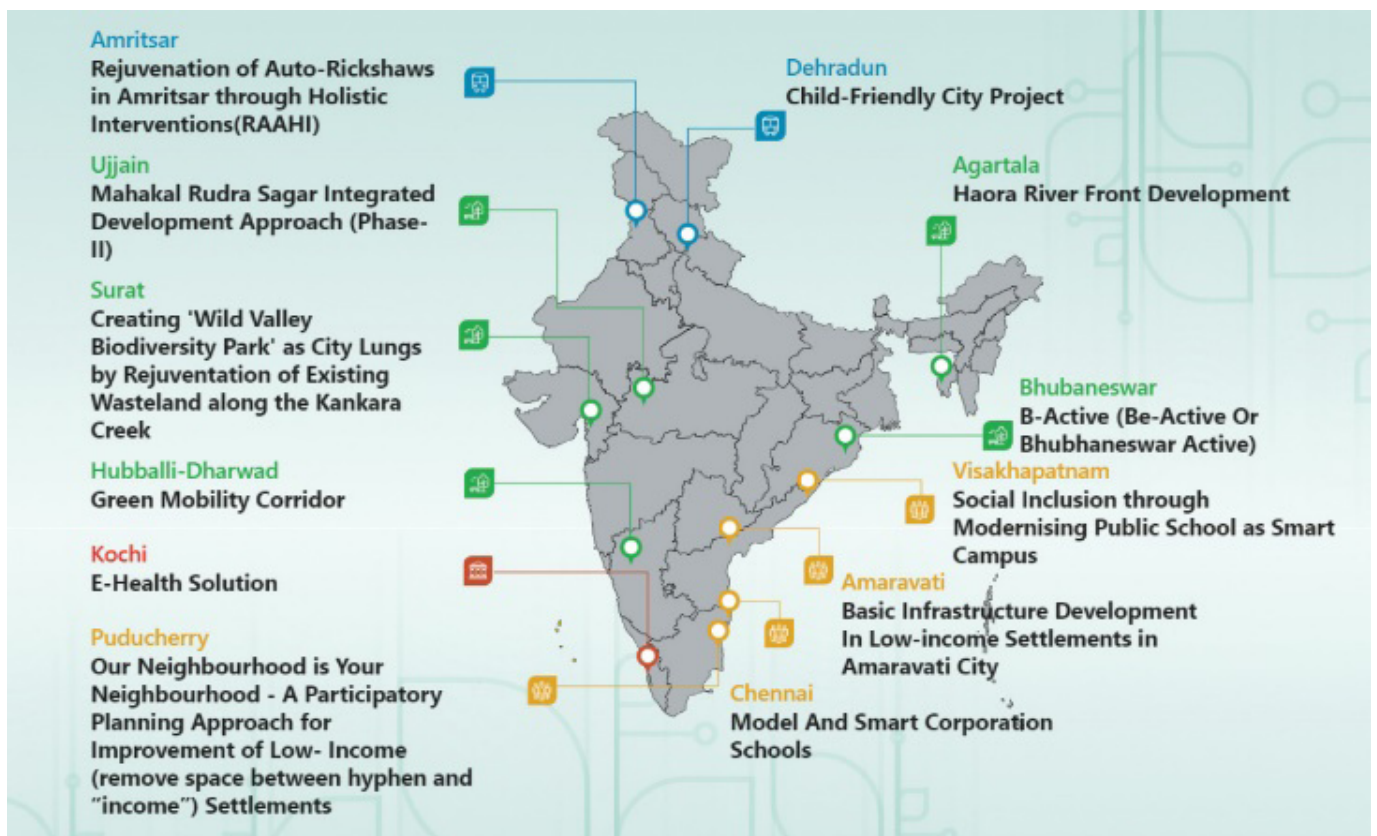 Amritsar
Rejuvenation of Auto-Rickshaws
in Amritsar through Holistic
Interventions(RAAHI)
Ujjain
Mahakal Rudra Sagar Integrated
Development Approach (Phase-
II)
Surat
Creating 'Wild Valley
Biodiversity Park' as City Lungs
by Rejuventation of Existing
Wasteland along the Kankara
Creek
Hubballi-Dharwad
Green Mobility Corridor
Kochi
E-Health Solution
Puducherry
Our Neighbourhood is Your
Neighbourhood - A Participatory
Planning Approach for
Improvement of Low- Income
(remove space between hyphen and
“income”) Settlements
Dehradun
Child-Friendly City Project
Agartala
Haora River Front Development
Bhubaneswar
B-Active (Be-Active Or
Bhubhaneswar Active)
Visakhapatnam
Social Inclusion through
Modernising Public School as Smart
Campus
Amaravati
Basic Infrastructure Development
In Low-income Settlements in
Amaravati City
Chennai
Model And Smart Corporation
Schools